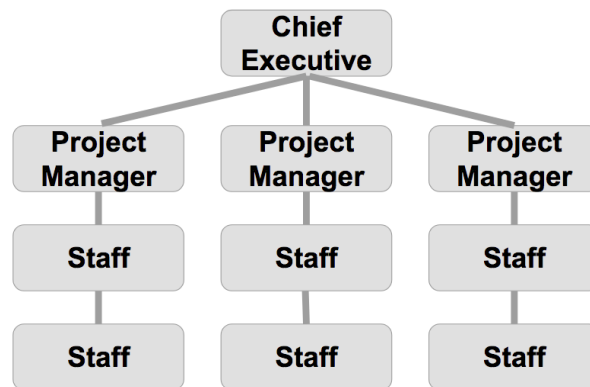 Chief
Executive
Project
Manager
Project
Manager
Project
Manager
Staff
Staff
Staff
Staff
Staff
Staff